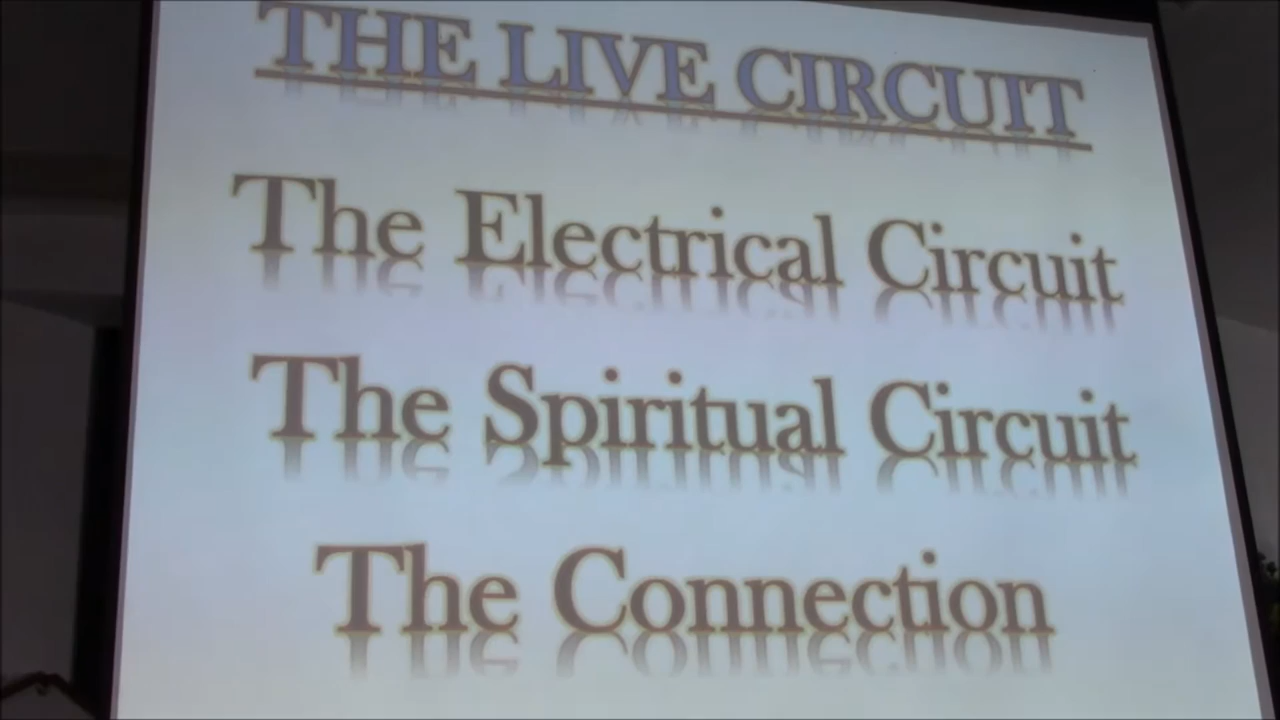 THE LIVE CIRCUIT
The Electrical Circuit
The Spiritual Circuit
The Connection